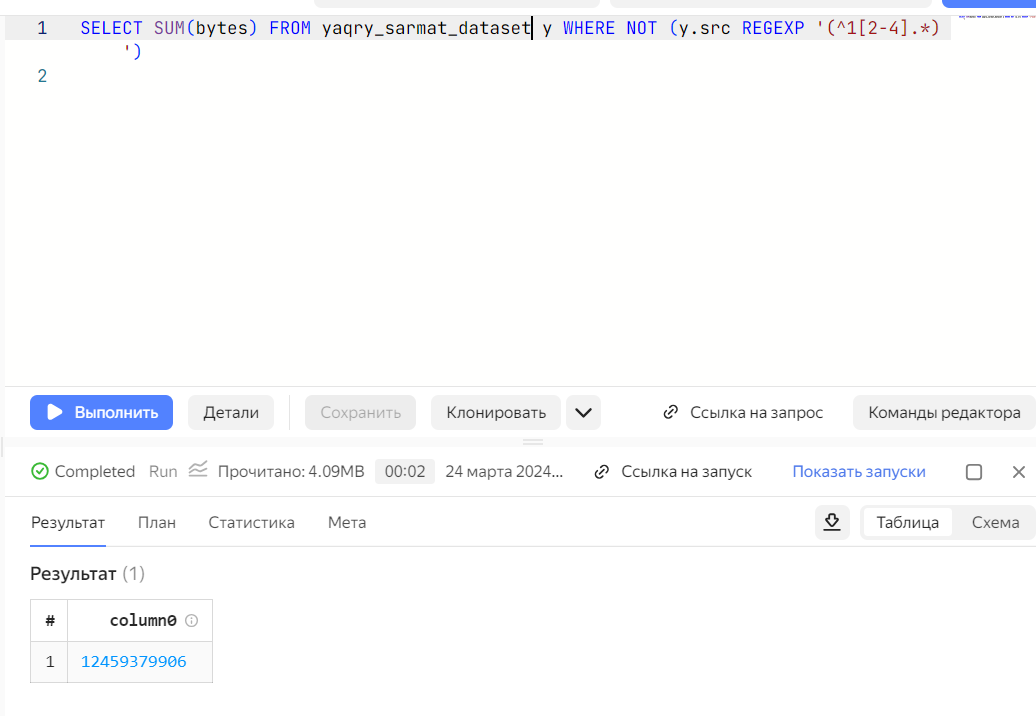 1 SELECT SUM(bytes) FROM yaqry_sarmat_dataset y WHERE NOT (y.src REGEXP '(^1[2-4].*)
')
2
Выполнить Детали Сохранить Клонировать Ссылка на запрос Команды редактора
Completed Run Прочитано: 4.09MB 00:02 24 марта 2024... Ссылка на запуск Показать запуски
Результат План Статистика Мета Таблица Схема
Результат (1)
# column0
1 12459379906